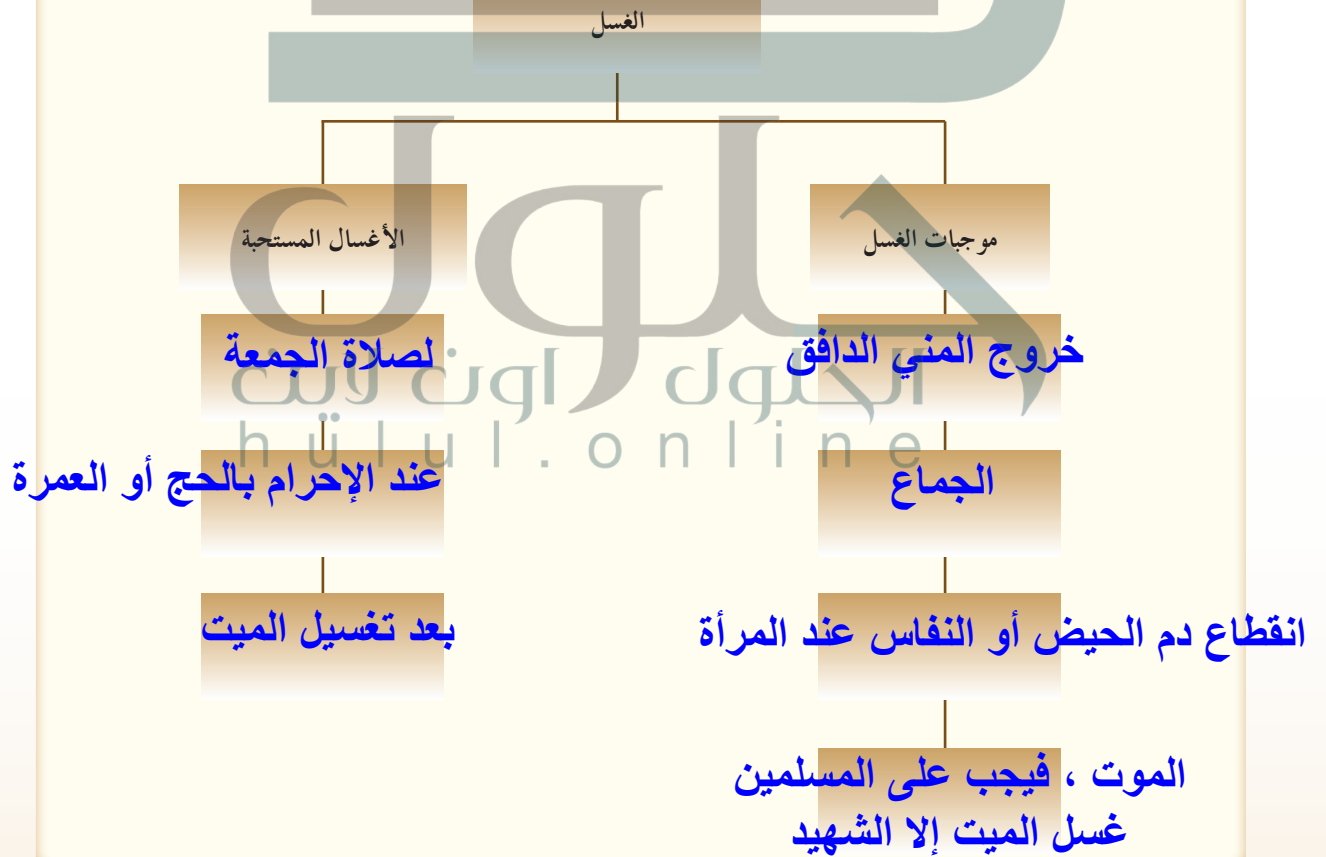 الغسل
موجبات الغسل
الأغسال المستحبة
خروج المني الدافق
لصلاة الجمعة
حلول
الحلول اون لاين
hülul.online
الجماع
عند الإحرام بالحج أو العمرة
انقطاع دم الحيض أو النفاس عند المرأة
بعد تغسيل الميت
الموت ، فيجب على المسلمين
غسل الميت إلا الشهيد